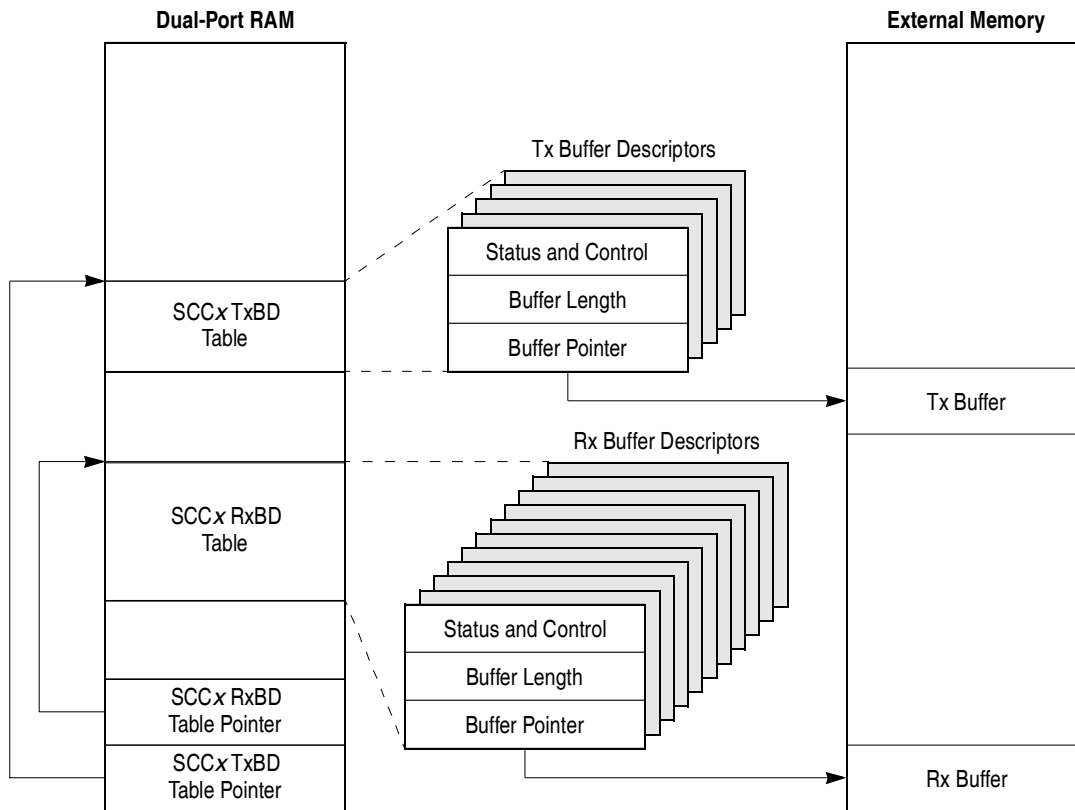 Dual-Port RAM
External Memory
Tx Buffer Descriptors
Status and Control
Buffer Length
Buffer Pointer
SCCx TxBD
Table
Tx Buffer
Rx Buffer Descriptors
SCCx RxBD
Table
Status and Control
Buffer Length
Buffer Pointer
SCCx RxBD
Table Pointer
SCCx TxBD
Table Pointer
Rx Buffer